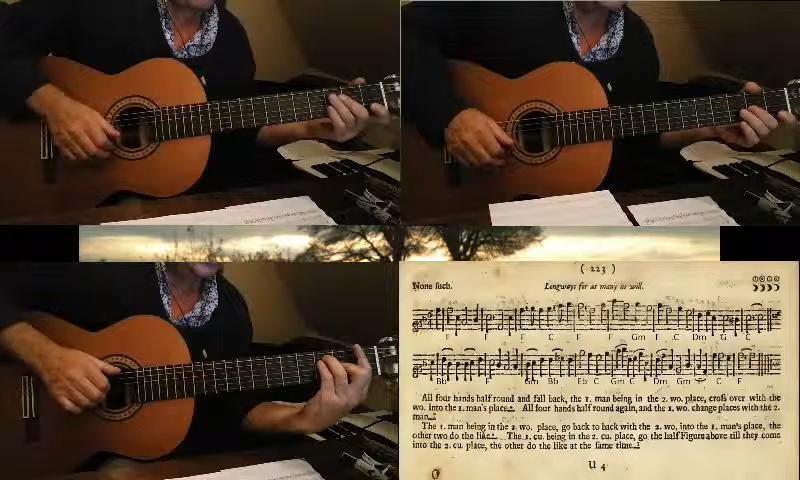 ( 223 )
None ſuch. Longways for as many as will.
F F F C F F Gm F C Dm G C
Bb F Gm Bb Eb C Gm C Dm Gm F C F
All four hands half round and fall back, the 1. man being in the 2. wo. place, croſs over with the
wo. into the 1. man's place. All four hands half round again, and the 1. wo. change places with the 2.
man.
The 1. man being in the 2. wo. place, go back to back with the 2. wo, into the 1. man's place, the
other two do the like. The 1. cu. being in the 2. cu. place, go the half Figure above till they come
into the 2. cu. place, the other do the like at the ſame time.
U 4